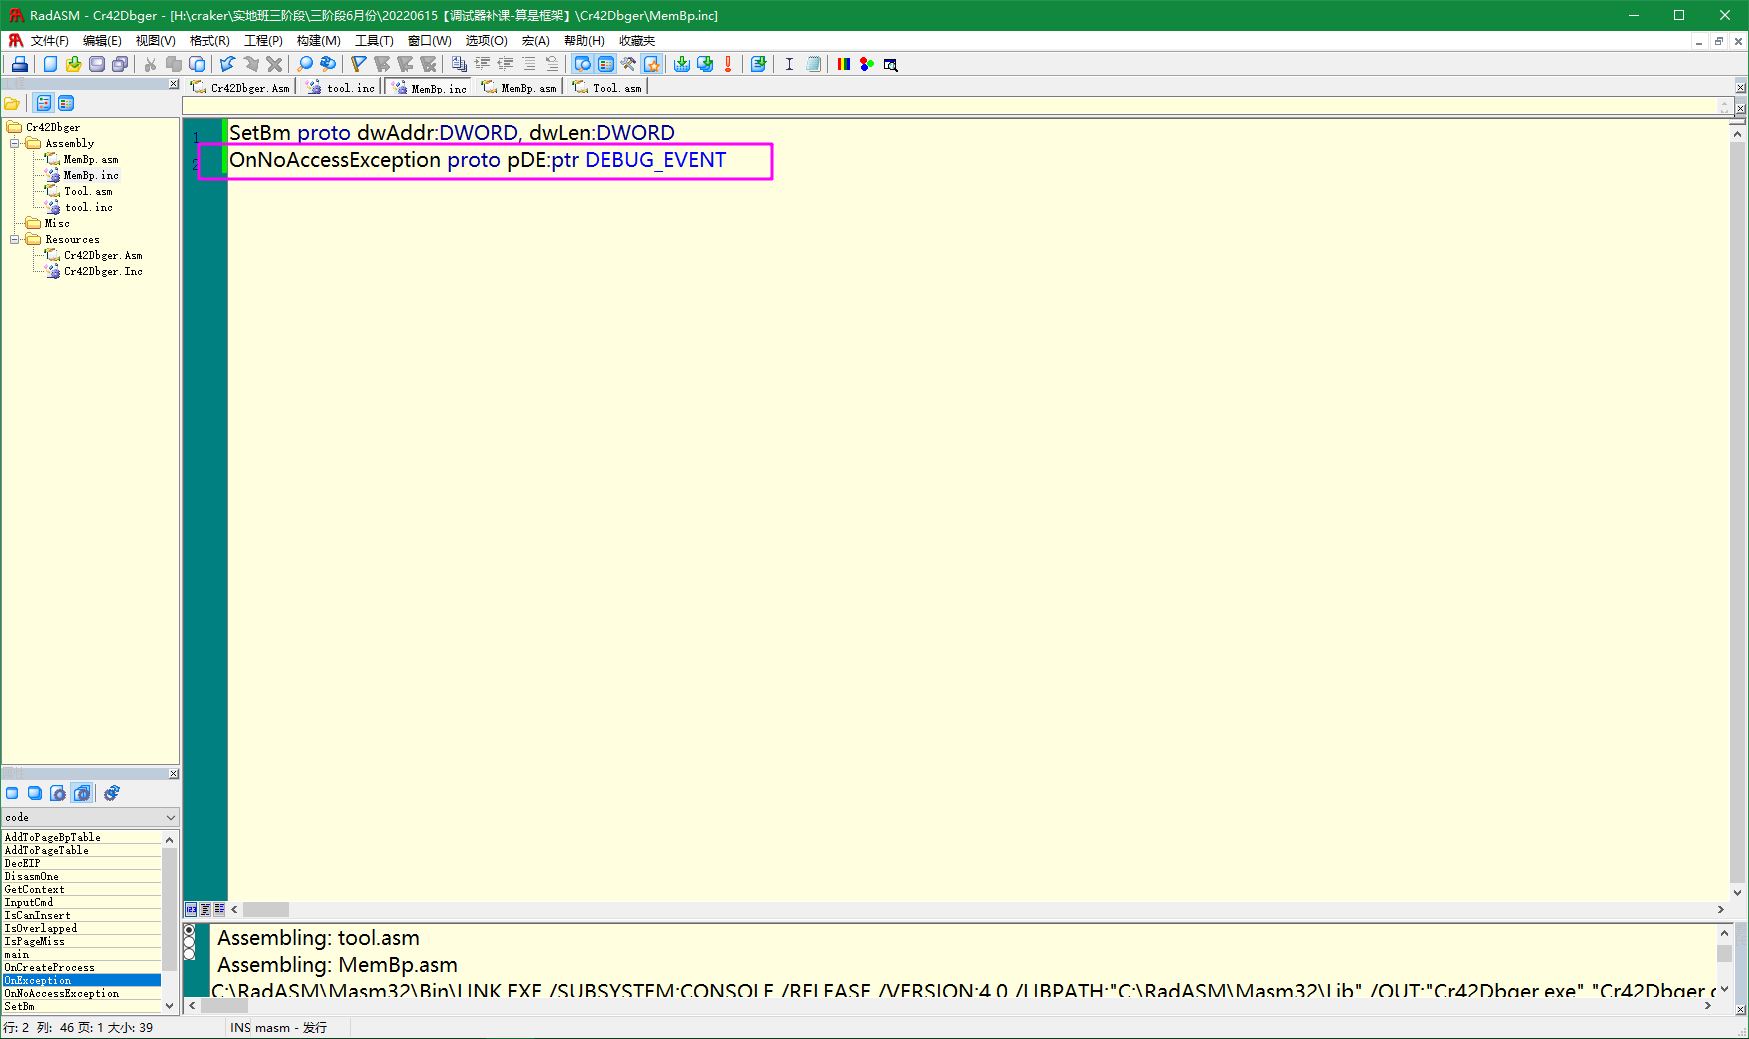 RadASM - Cr42Dbger - [H:\craker\实地班三阶段\三阶段6月份\20220615【调试器补课-算是框架】\Cr42Dbger\MemBp.inc]
文件(F) 编辑(E) 视图(V) 格式(R) 工程(P) 构建(M) 工具(T) 窗口(W) 选项(O) 宏(A) 帮助(H) 收藏夹
Cr42Dbger.Asm tool.inc MemBp.inc MemBp.asm Tool.asm
Cr42Dbger
Assembly
MemBp.asm
MemBp.inc
Tool.asm
tool.inc
Misc
Resources
Cr42Dbger.Asm
Cr42Dbger.Inc
1 SetBm proto dwAddr:DWORD, dwLen:DWORD
2 OnNoAccessException proto pDE:ptr DEBUG_EVENT
code
AddToPageBpTable
AddToPageTable
DecEIP
DisasmOne
GetContext
InputCmd
IsCanInsert
IsOverlapped
IsPageMiss
main
OnCreateProcess
OnException
OnNoAccessException
SetBm
Assembling: tool.asm
Assembling: MemBp.asm
C:\RadASM\Masm32\Bin\LINK.EXE /SUBSYSTEM:CONSOLE /RELEASE /VERSION:4.0 /LIBPATH:"C:\RadASM\Masm32\Lib" /OUT:"Cr42Dbger.exe" "Cr42Dbger.o
行: 2 列: 46 页: 1 大小: 39 INS masm - 发行